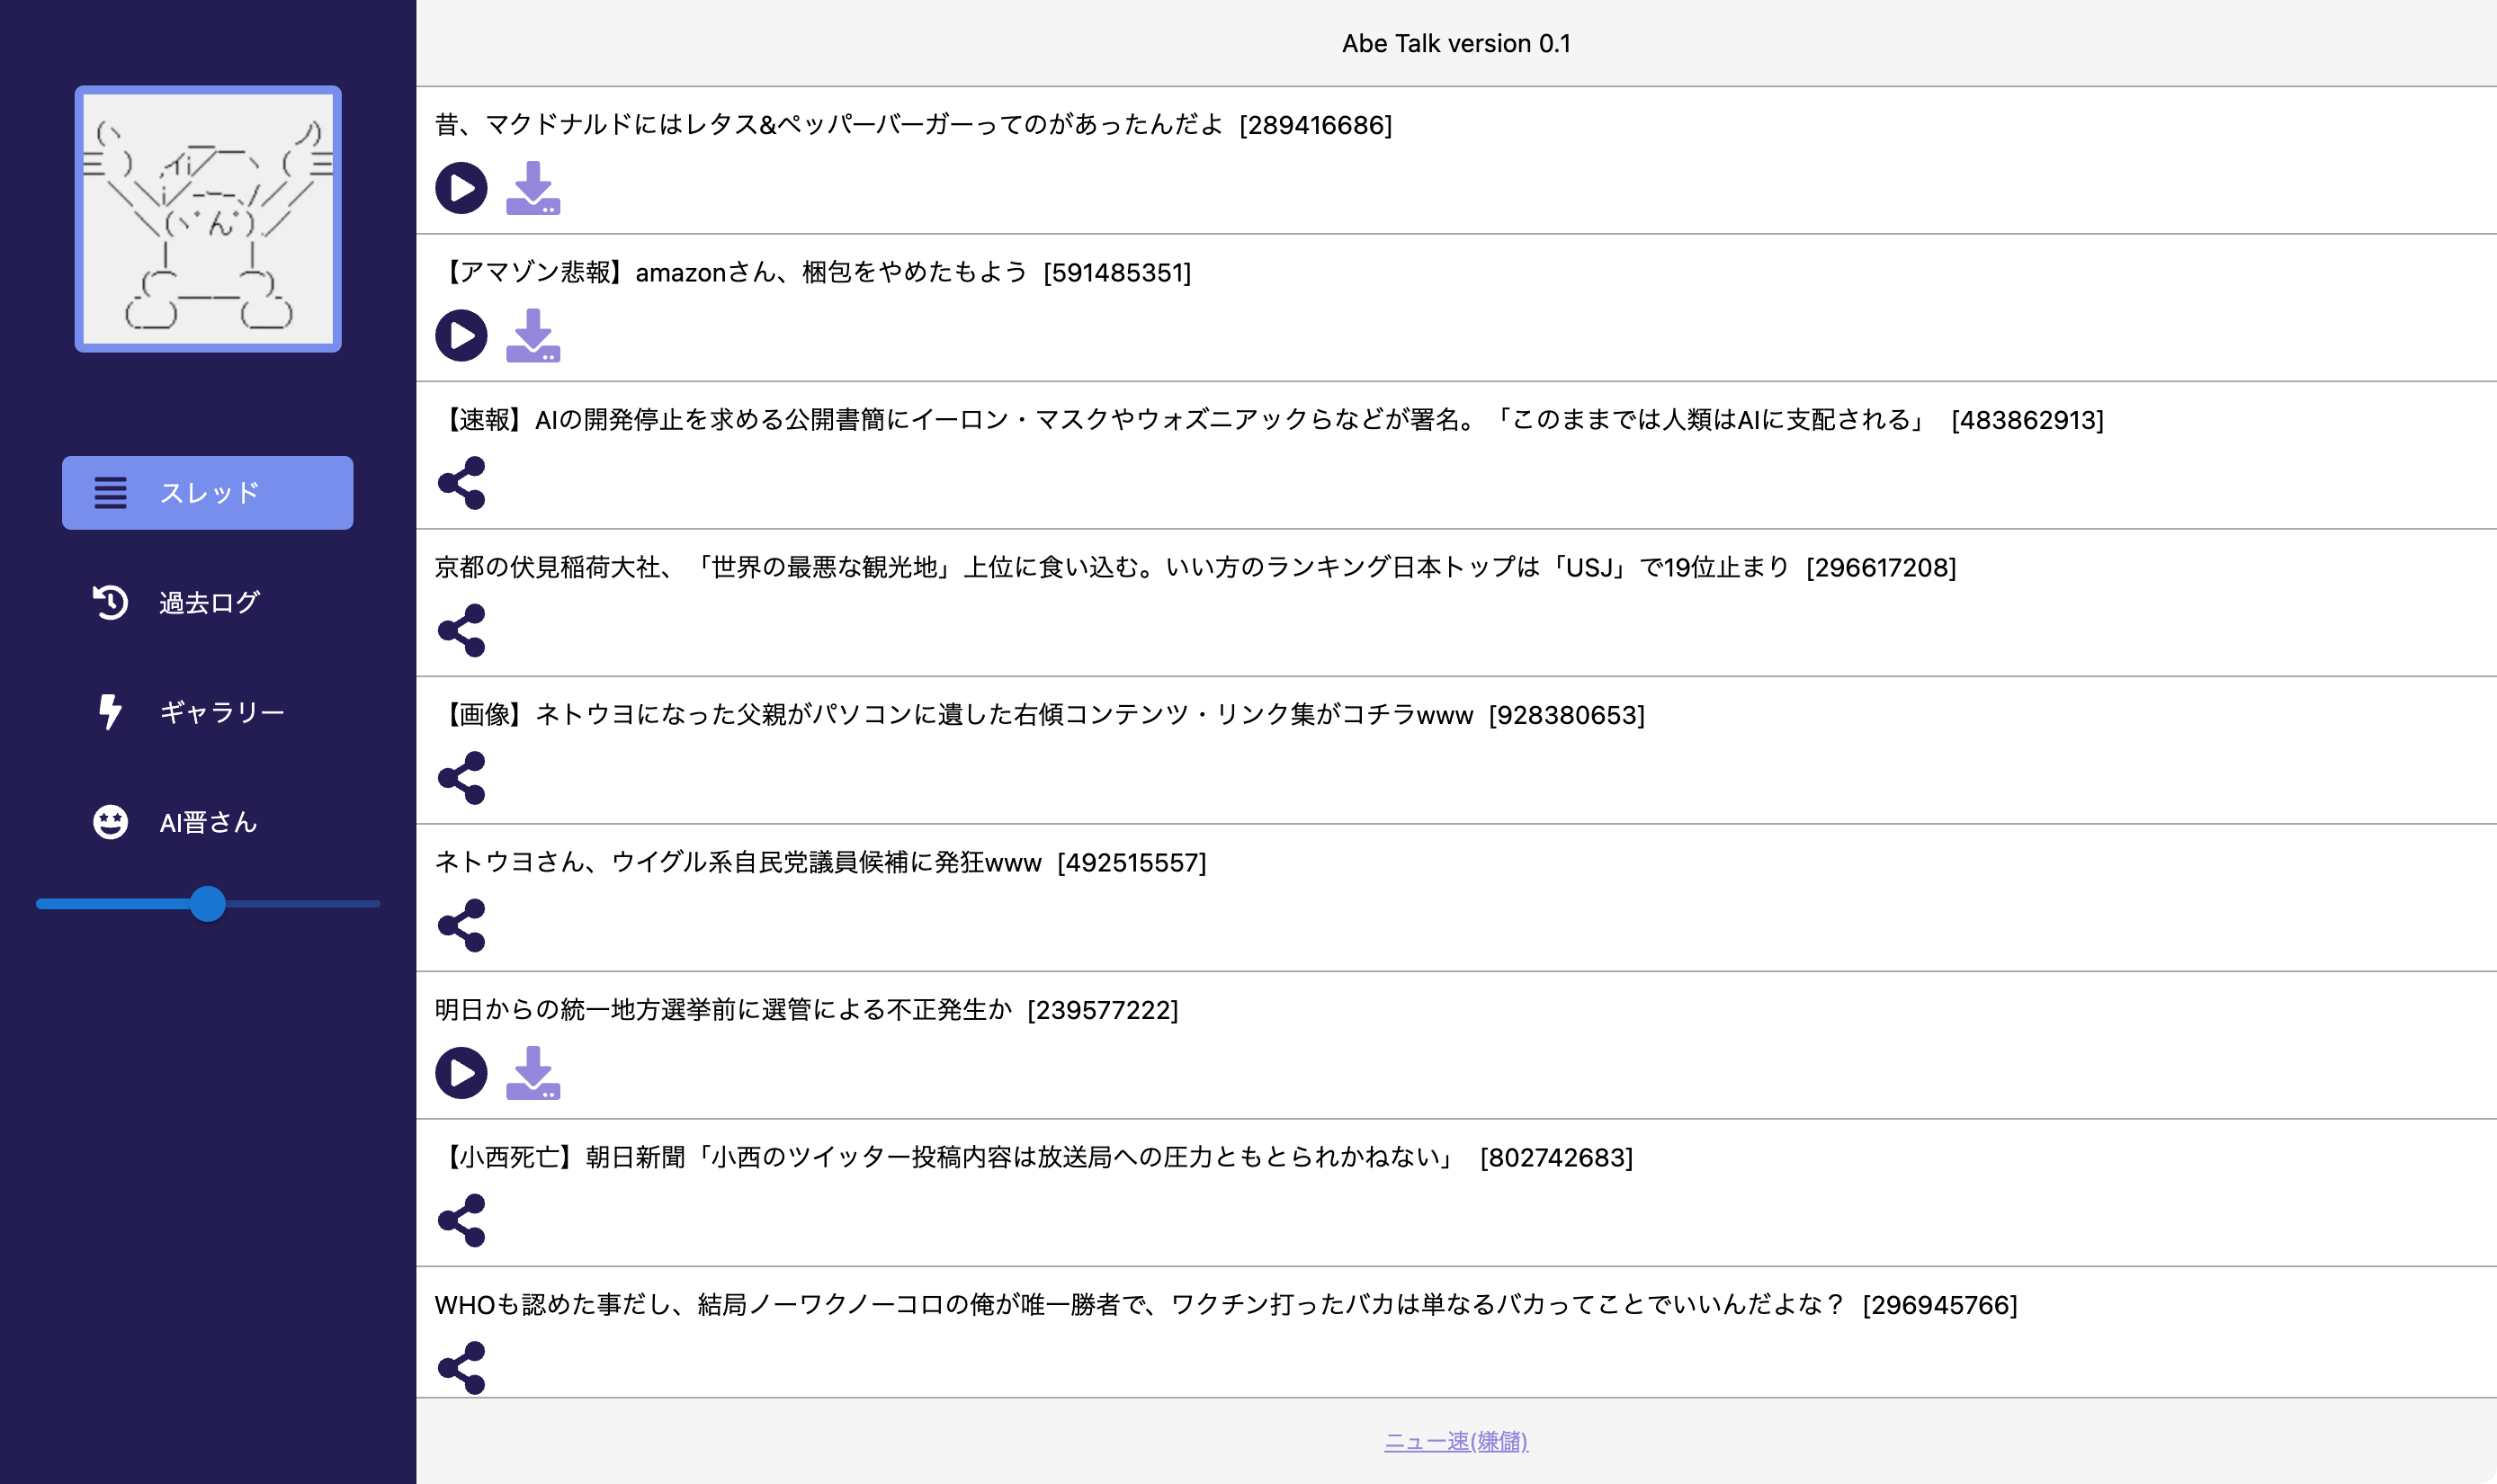 Abe Talk version 0.1
スレッド
過去ログ
ギャラリー
AI晋さん
昔、マクドナルドにはレタス&ペッパーバーガーってのがあったんだよ [289416686]
【アマゾン悲報】amazonさん、梱包をやめたもよう [591485351]
【速報】AIの開発停止を求める公開書簡にイーロン・マスクやウォズニアックらなどが署名。「このままでは人類はAIに支配される」 [483862913]
京都の伏見稲荷大社、「世界の最悪な観光地」上位に食い込む。いい方のランキング日本トップは「USJ」で19位止まり [296617208]
【画像】ネトウヨになった父親がパソコンに遺した右傾コンテンツ・リンク集がコチラwww [928380653]
ネトウヨさん、ウイグル系自民党議員候補に発狂www [492515557]
明日からの統一地方選挙前に選管による不正発生か [239577222]
【小西死亡】朝日新聞「小西のツイッター投稿内容は放送局への圧力ともとられかねない」 [802742683]
WHOも認めた事だし、結局ノーワクノーコロの俺が唯一勝者で、ワクチン打ったバカは単なるバカってことでいいんだよな？ [296945766]
ニュー速(嫌儲)